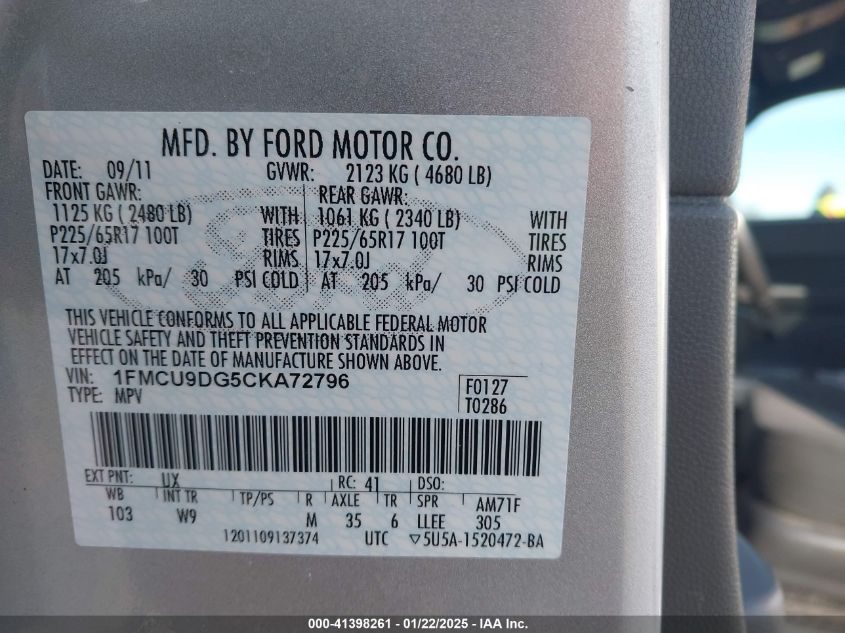 MFD. BY FORD MOTOR CO.
DATE: 09/11 GVWR: 2123 KG ( 4680 LB)
FRONT GAWR: REAR GAWR:
1125 KG ( 2480 LB) WITH 1061 KG ( 2340 LB) WITH
P225/65R17 100T TIRES P225/65R17 100T TIRES
17x7.0J RIMS 17x7.0J RIMS
AT 205 kPa/ 30 PSI COLD AT 205 kPa/ 30 PSI COLD
THIS VEHICLE CONFORMS TO ALL APPLICABLE FEDERAL MOTOR
VEHICLE SAFETY AND THEFT PREVENTION STANDARDS IN
EFFECT ON THE DATE OF MANUFACTURE SHOWN ABOVE.
VIN: 1FMCU9DG5CKA72796 F0127
TYPE: MPV T0286
EXT PNT: UX RC: 41 DSO:
WB INT TR TP/PS R AXLE TR SPR AM71F
103 W9 M 35 6 LLEE 305
1201109137374 UTC ▽5U5A-1520472-BA
000-41398261 - 01/22/2025 - IAA Inc.